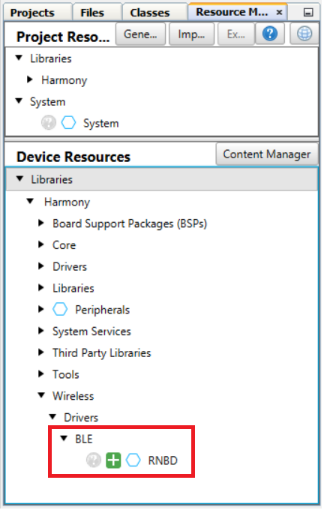 Projects Files Classes Resource M... ×
Project Reso... Gene... Imp... Ex... ?
Libraries
Harmony
System
? System
Device Resources Content Manager
Libraries
Harmony
Board Support Packages (BSPs)
Core
Drivers
Libraries
Peripherals
System Services
Third Party Libraries
Tools
Wireless
Drivers
BLE
? + RNBD